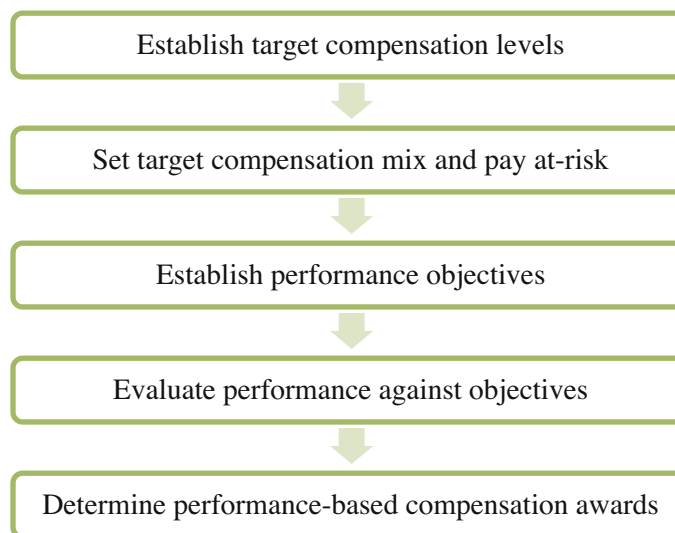 Establish target compensation levels
Set target compensation mix and pay at-risk
Establish performance objectives
Evaluate performance against objectives
Determine performance-based compensation awards